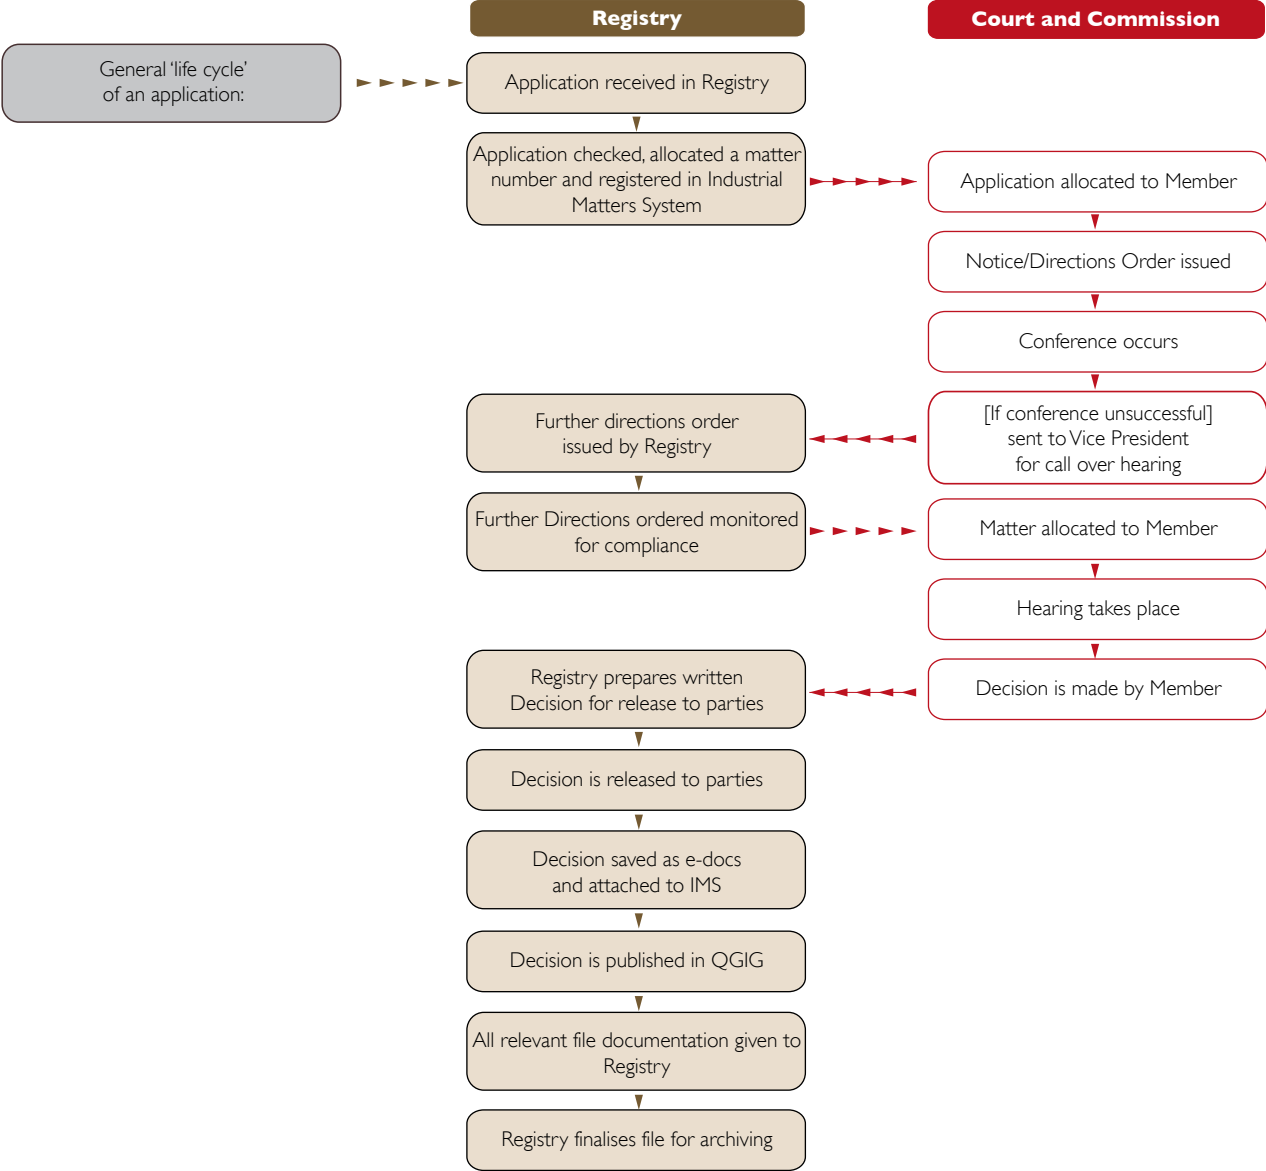 Registry
Court and Commission
General ‘life cycle’
of an application:
Application received in Registry
Application checked, allocated a matter
number and registered in Industrial
Matters System
Application allocated to Member
Notice/Directions Order issued
Conference occurs
[If conference unsuccessful]
sent to Vice President
for call over hearing
Further directions order
issued by Registry
Further Directions ordered monitored
for compliance
Matter allocated to Member
Hearing takes place
Decision is made by Member
Registry prepares written
Decision for release to parties
Decision is released to parties
Decision saved as e-docs
and attached to IMS
Decision is published in QGIG
All relevant file documentation given to
Registry
Registry finalises file for archiving